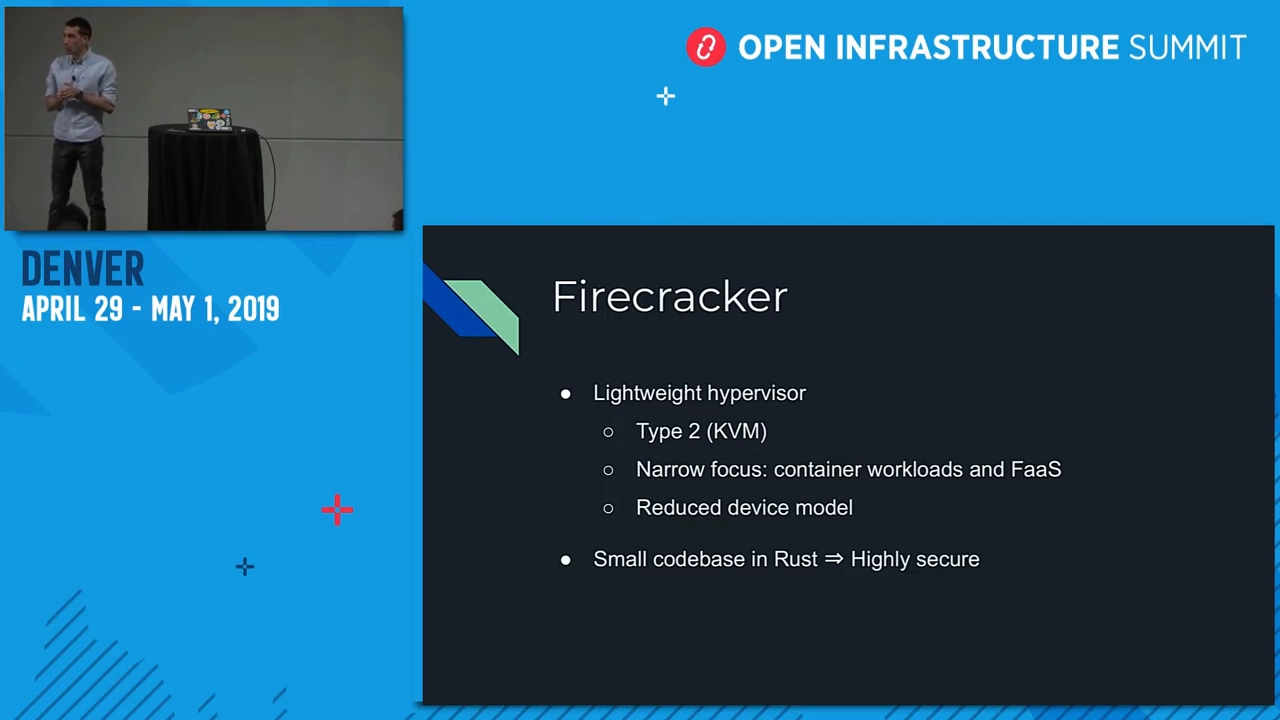 OPEN INFRASTRUCTURE SUMMIT
DENVER
APRIL 29 - MAY 1, 2019
Firecracker
● Lightweight hypervisor
○ Type 2 (KVM)
○ Narrow focus: container workloads and FaaS
○ Reduced device model
● Small codebase in Rust ⇒ Highly secure